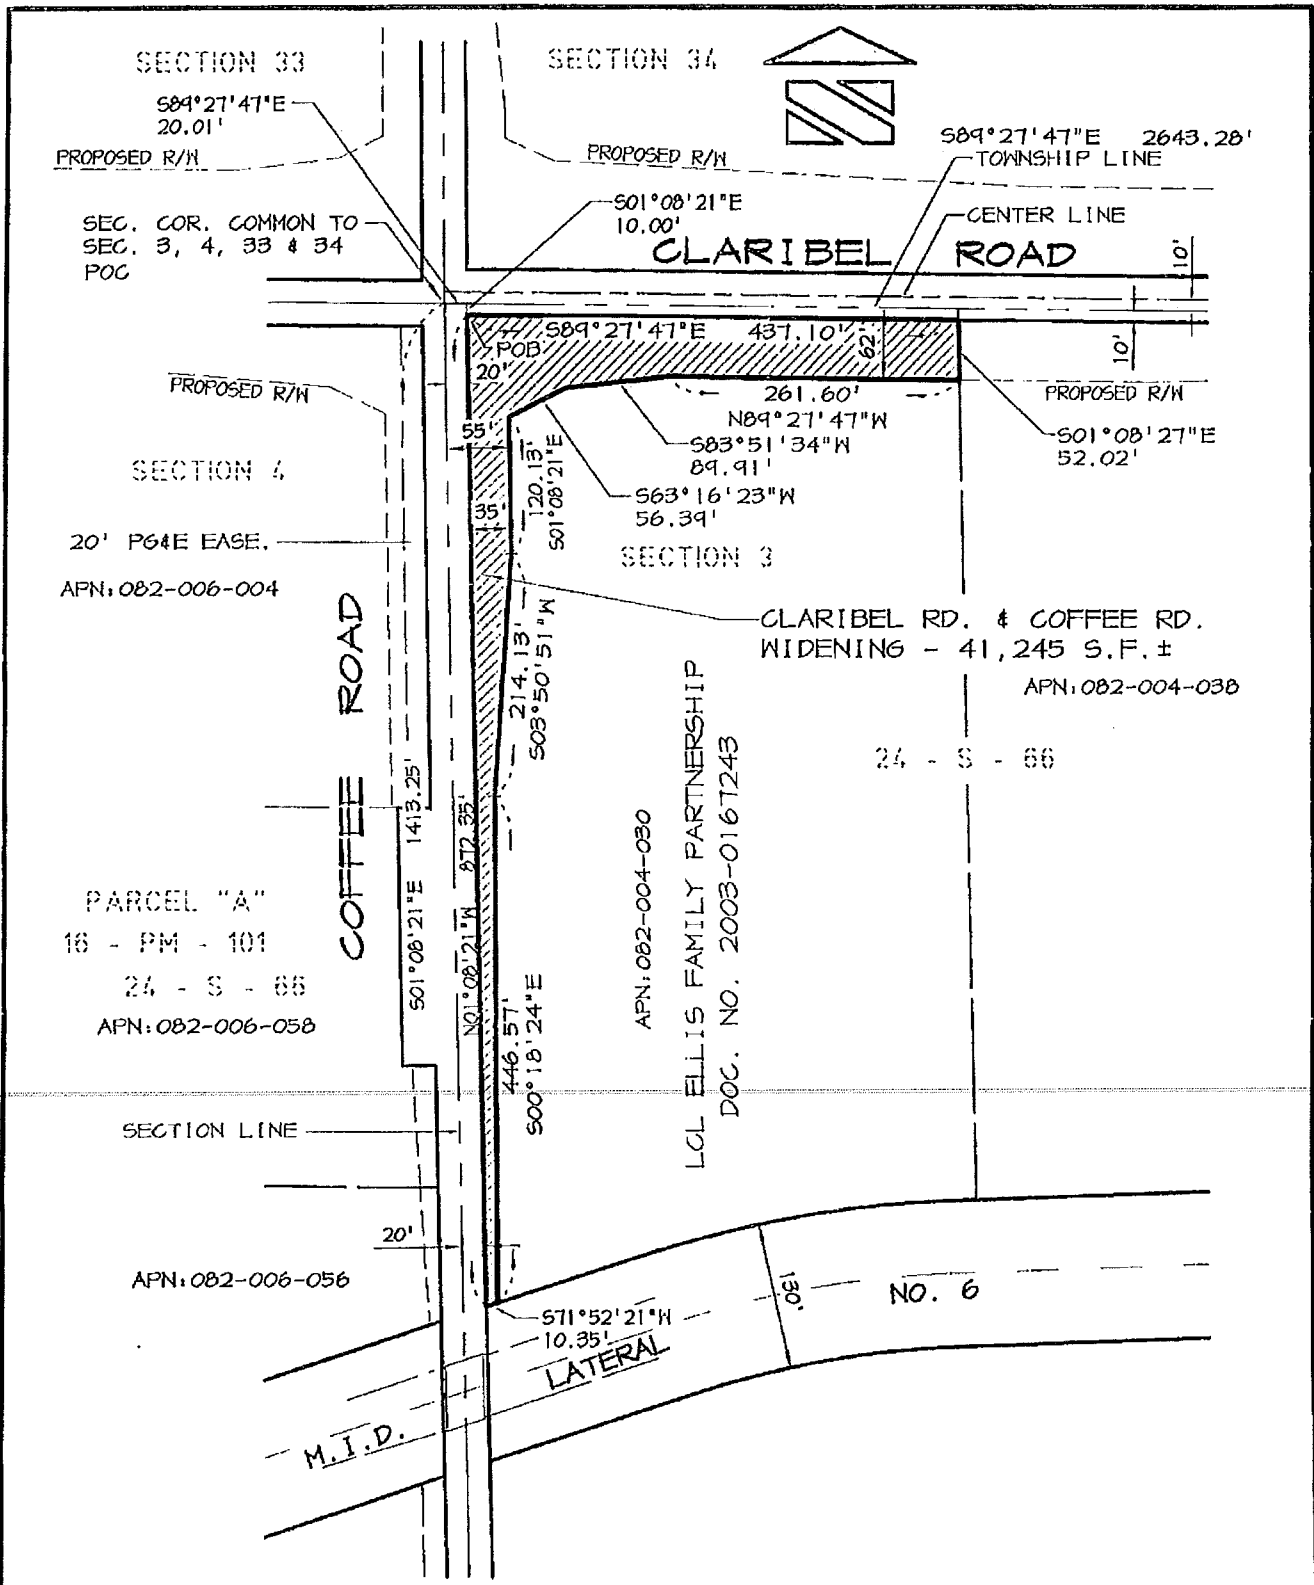 SECTION 33
SECTION 34
S89°27'47"E
20.01'
S89°27'47"E 2643.28'
TOWNSHIP LINE
PROPOSED R/W
PROPOSED R/W
S01°08'21"E
10.00'
CENTER LINE
SEC. COR. COMMON TO
SEC. 3, 4, 33 & 34
POC
CLARIBEL ROAD
10'
S89°27'47"E 437.10'
62'
POB
20'
10'
PROPOSED R/W
261.60'
N89°27'47"W
PROPOSED R/W
S83°51'34"W
89.91'
S01°08'27"E
52.02'
55'
120.13'
S01°08'21"E
SECTION 4
S63°16'23"W
56.39'
35'
20' PG&E EASE.
SECTION 3
APN:082-006-004
CLARIBEL RD. & COFFEE RD.
WIDENING - 41,245 S.F.±
APN:082-004-038
214.13'
S03°50'51"W
COFFEE ROAD
24 - S - 66
S01°08'21"E 1413.25'
N01°08'21"W 872.35'
APN:082-004-030
LCL ELLIS FAMILY PARTNERSHIP
DOC. NO. 2003-0167243
PARCEL "A"
16 - PM - 101
24 - S - 66
APN:082-006-058
446.57'
S00°18'24"E
SECTION LINE
20'
APN:082-006-056
130'
NO. 6
S71°52'21"W
10.35'
LATERAL
M.I.D.